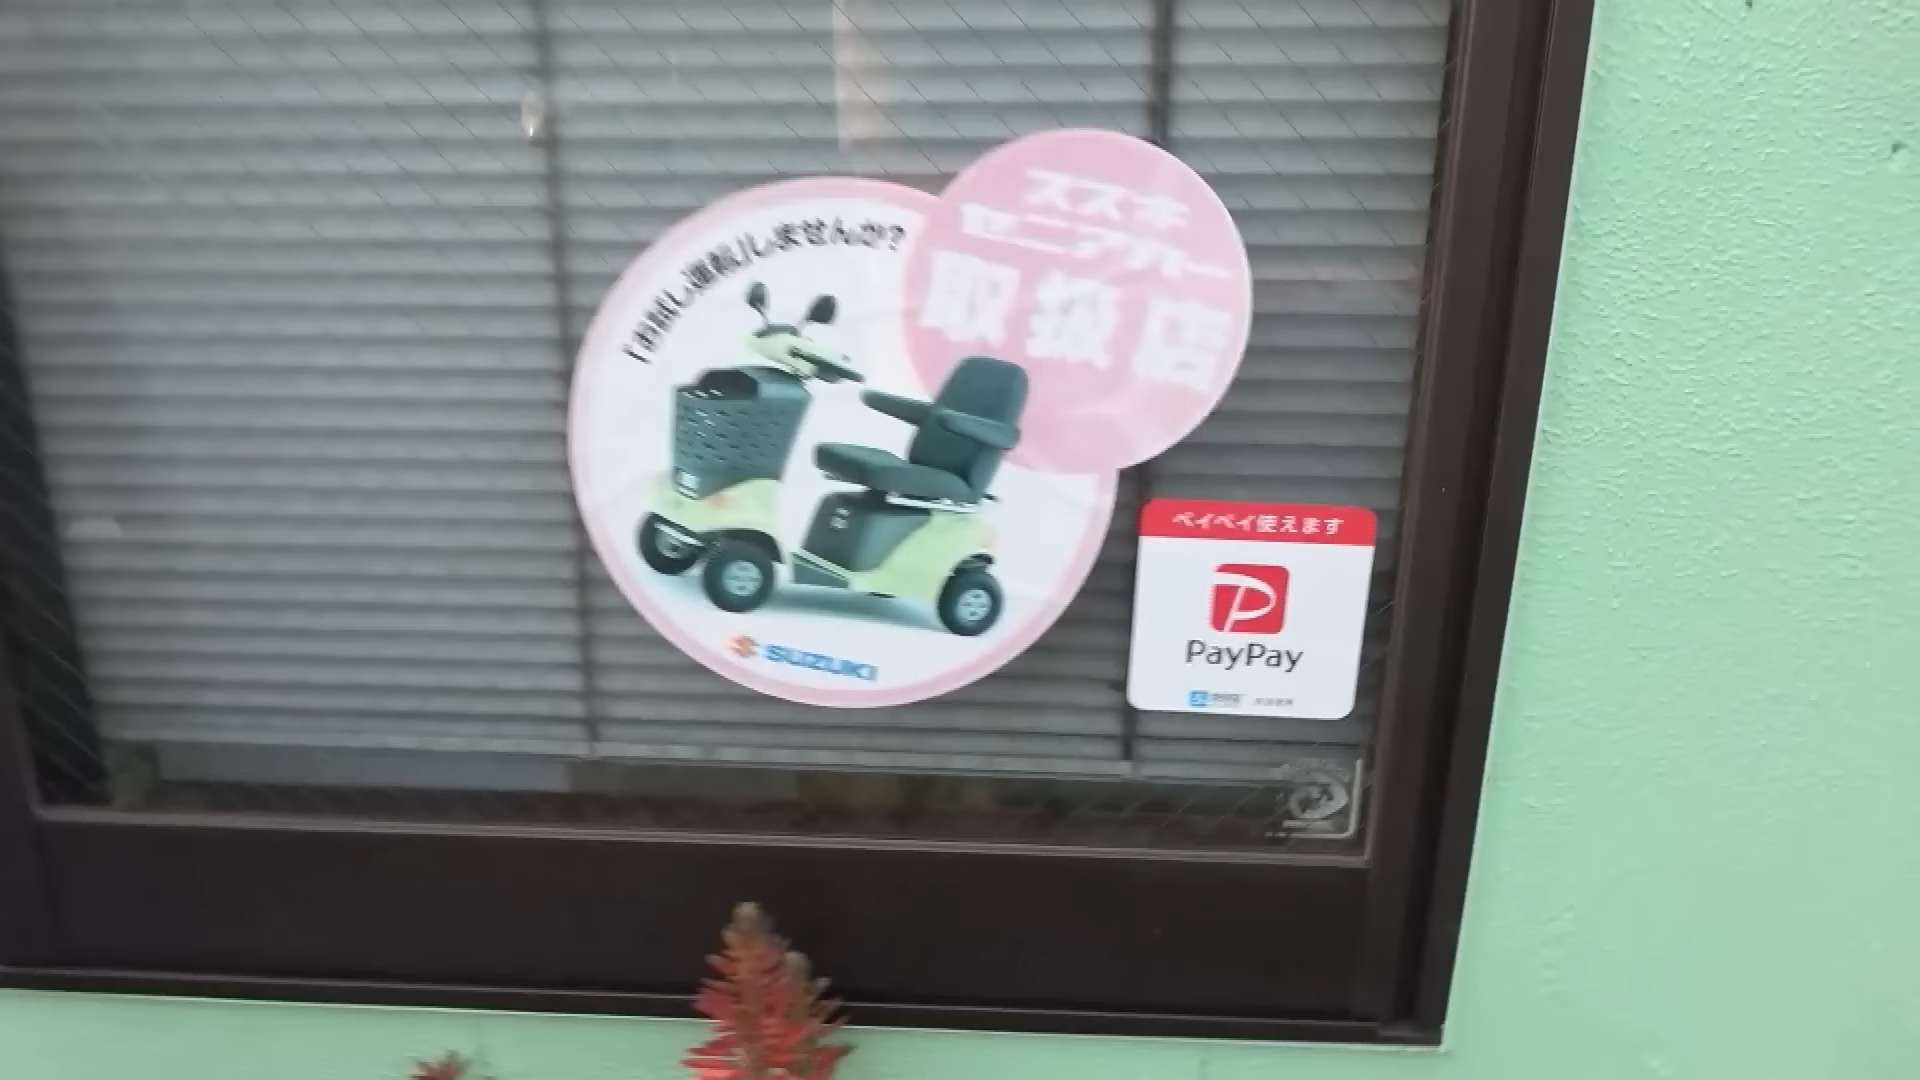 「お試し運転」しませんか?
スズキ
セニアカー
取扱店
SUZUKI
ペイペイ使えます
PayPay